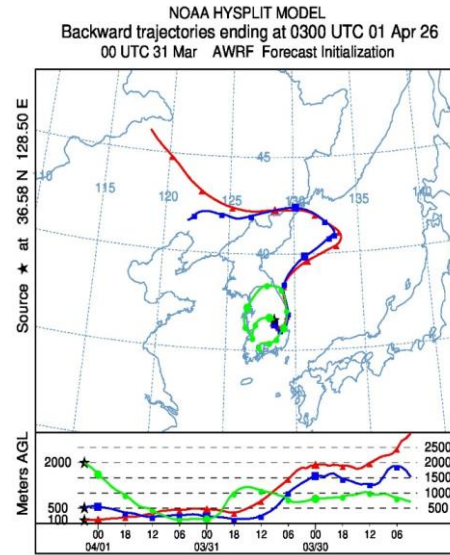 NOAA HYSPLIT MODEL
Backward trajectories ending at 0300 UTC 01 Apr 26
00 UTC 31 Mar AWRF Forecast Initialization
Source ★ at 36.58 N 128.50 E
110
115
120
125
130
135
140
45
40
Meters AGL
2000
500
100
2500
2000
1500
1000
500
00 18 12 06 00 18 12 06 00 18 12 06
04/01 03/31 03/30